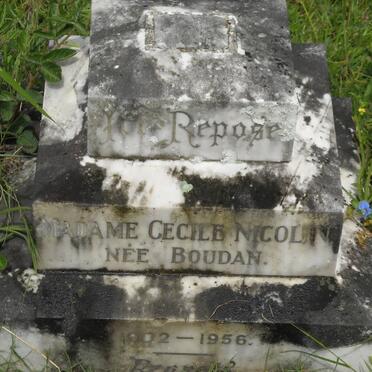 Ici Repose
MADAME CECILE NICOLIN
NÉE BOUDAN.
1902 — 1956.